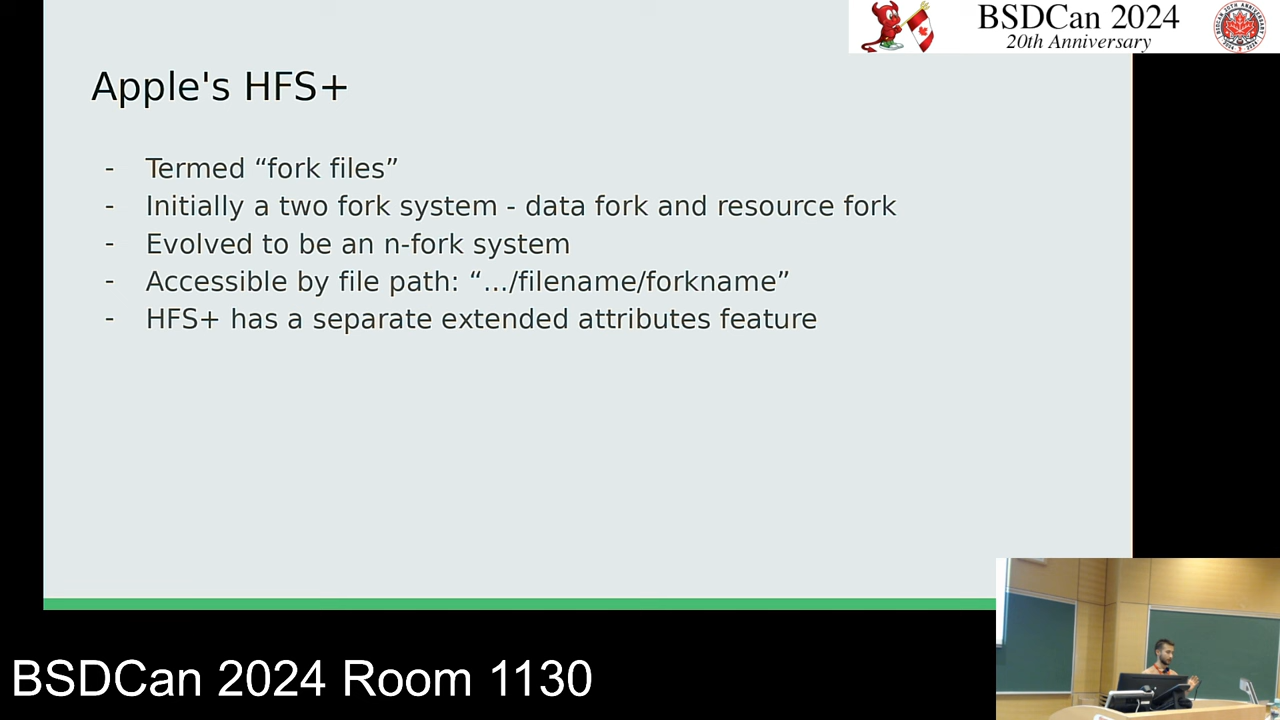 BSDCan 2024
20th Anniversary
Apple's HFS+
- Termed “fork files”
- Initially a two fork system - data fork and resource fork
- Evolved to be an n-fork system
- Accessible by file path: “.../filename/forkname”
- HFS+ has a separate extended attributes feature
BSDCan 2024 Room 1130